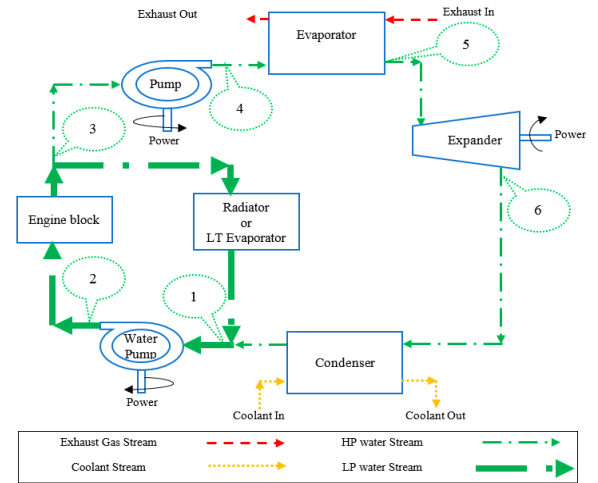 Exhaust Out
Exhaust In
Evaporator
5
Pump
4
3
Power
Expander
Power
Engine block
Radiator
or
LT Evaporator
6
2
1
Water
Pump
Condenser
Power
Coolant In
Coolant Out
Exhaust Gas Stream
HP water Stream
Coolant Stream
LP water Stream